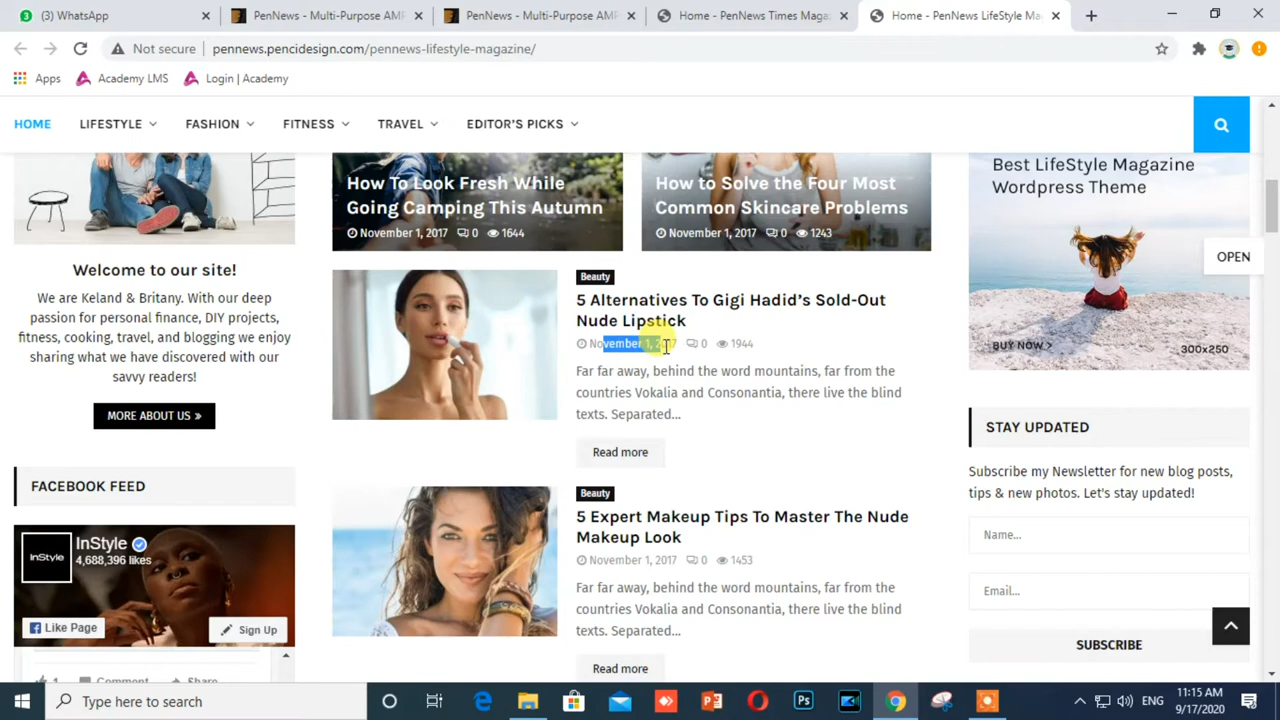 (3) WhatsApp
PenNews - Multi-Purpose AMP
PenNews - Multi-Purpose AMP
Home - PenNews Times Maga
Home - PenNews LifeStyle Ma
Not secure
pennews.pencidesign.com/pennews-lifestyle-magazine/
Apps
Academy LMS
Login | Academy
HOME
LIFESTYLE
FASHION
FITNESS
TRAVEL
EDITOR'S PICKS
How To Look Fresh While
Going Camping This Autumn
November 1, 2017 0 1644
How to Solve the Four Most
Common Skincare Problems
November 1, 2017 0 1243
Welcome to our site!
We are Keland & Britany. With our deep
passion for personal finance, DIY projects,
fitness, cooking, travel, and blogging we enjoy
sharing what we have discovered with our
savvy readers!
MORE ABOUT US »
FACEBOOK FEED
InStyle
InStyle
4,688,396 likes
Like Page
Sign Up
1 Comment Share
Beauty
5 Alternatives To Gigi Hadid's Sold-Out
Nude Lipstick
November 1, 2017 0 1944
Far far away, behind the word mountains, far from the
countries Vokalia and Consonantia, there live the blind
texts. Separated...
Read more
Beauty
5 Expert Makeup Tips To Master The Nude
Makeup Look
November 1, 2017 0 1453
Far far away, behind the word mountains, far from the
countries Vokalia and Consonantia, there live the blind
texts. Separated...
Read more
Best LifeStyle Magazine
Wordpress Theme
OPEN
BUY NOW >
300x250
STAY UPDATED
Subscribe my Newsletter for new blog posts,
tips & new photos. Let's stay updated!
Name...
Email...
SUBSCRIBE
Type here to search
ENG
11:15 AM
9/17/2020